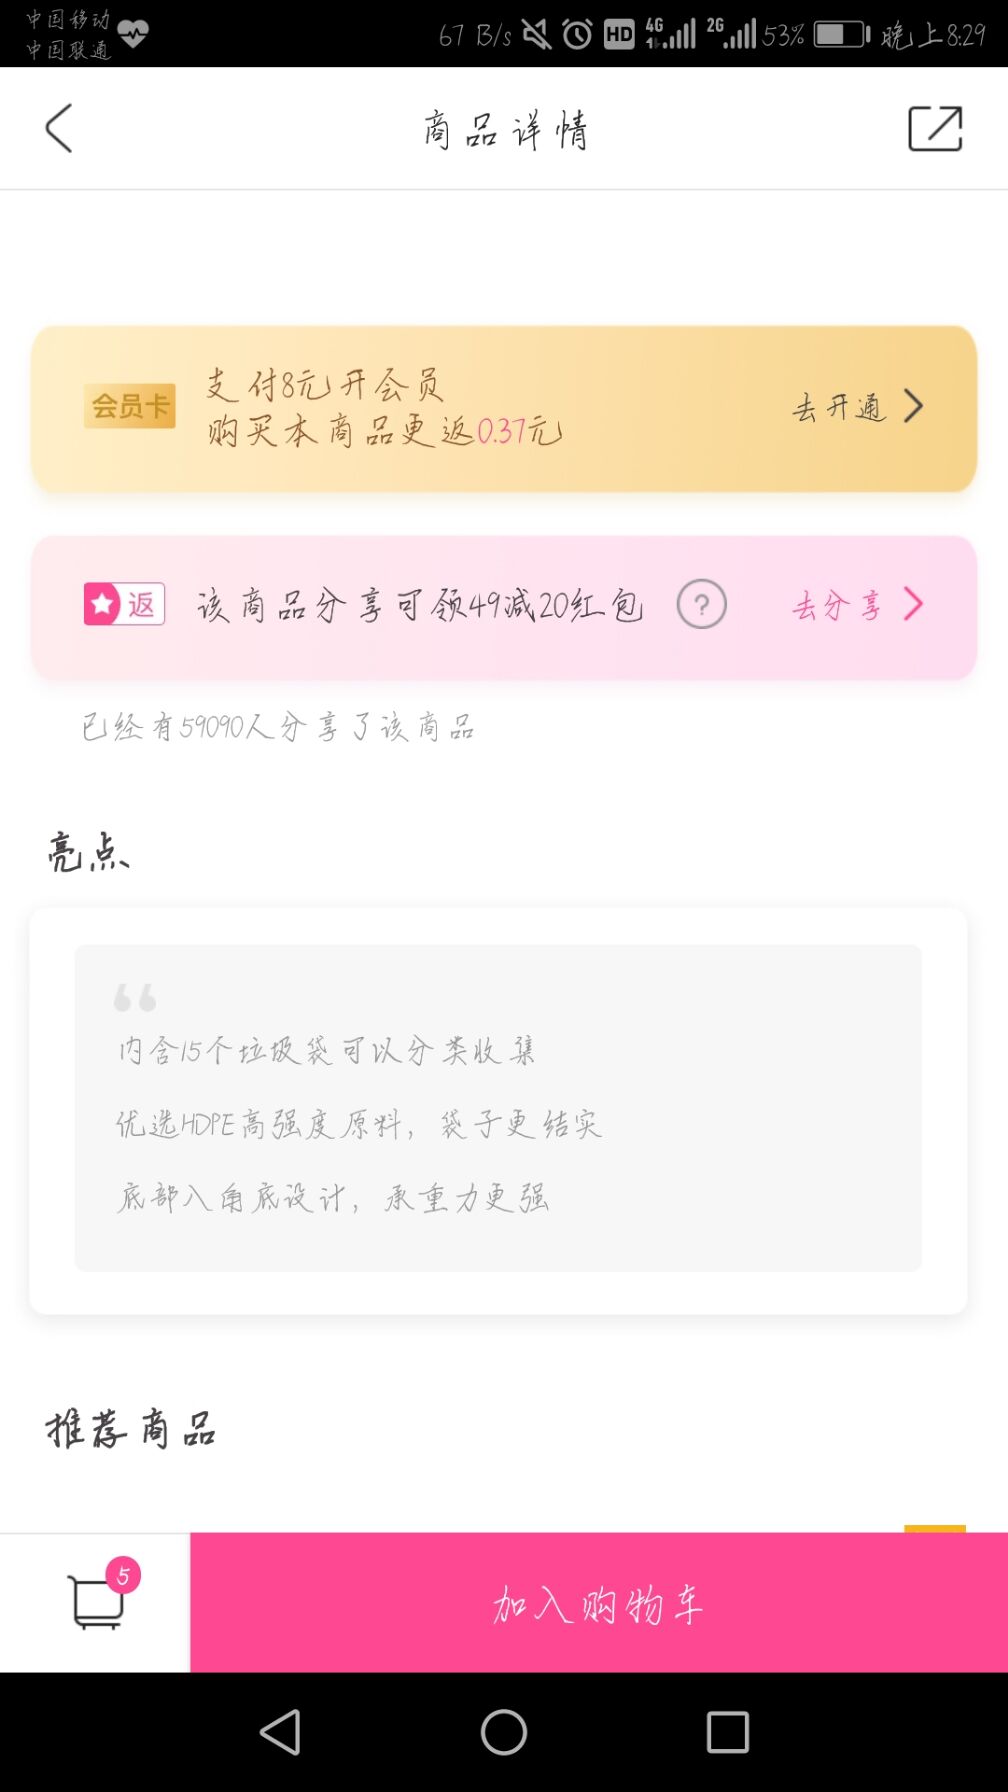 中国移动
中国联通
67 B/s HD 4G 2G 53% 晚上8:29
商品详情
会员卡
支付8元开会员
购买本商品更返0.37元
去开通
返 该商品分享可领49减20红包 ? 去分享
已经有59090人分享了该商品
亮点
内含15个垃圾袋可以分类收集
优选HDPE高强度原料，袋子更结实
底部八角底设计，承重力更强
推荐商品
5
加入购物车